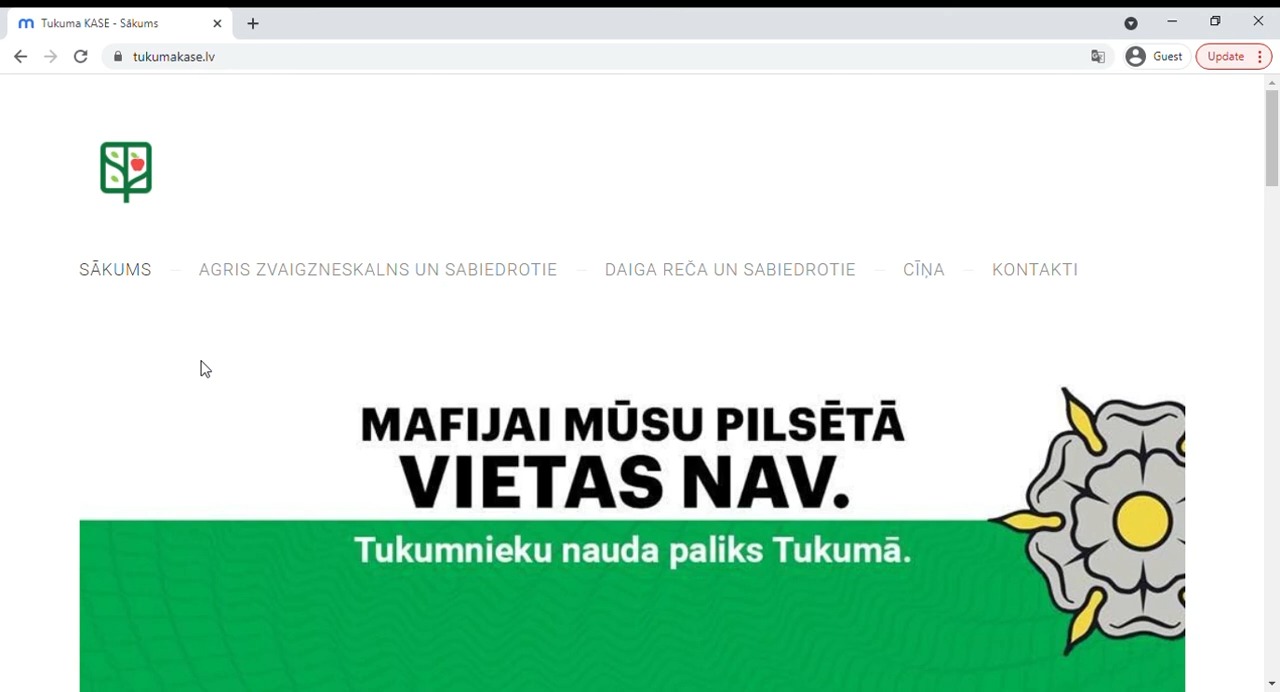 Tukuma KASE - Sākums
tukumakase.lv
Guest
Update
SĀKUMS
AGRIS ZVAIGZNESKALNS UN SABIEDROTIE
DAIGA REČA UN SABIEDROTIE
CĪŅA
KONTAKTI
MAFIJAI MŪSU PILSĒTĀ
VIETAS NAV.
Tukumnieku nauda paliks Tukumā.